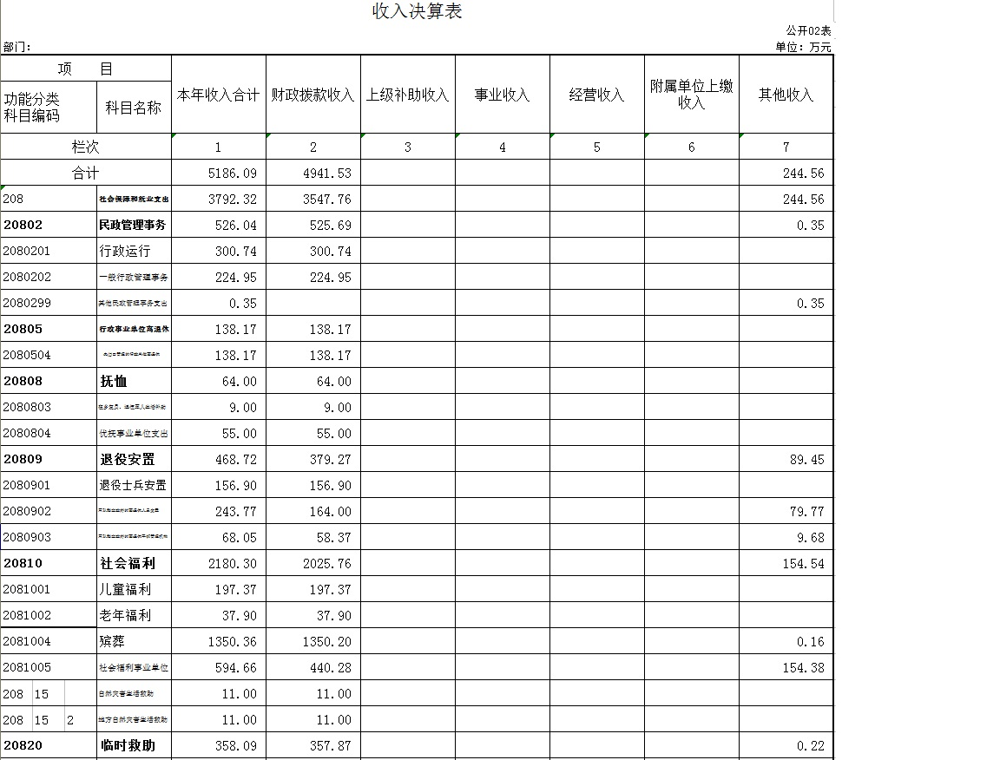 收入决算表
公开02表
部门： 单位：万元
项 目 本年收入合计 财政拨款收入 上级补助收入 事业收入 经营收入 附属单位上缴收入 其他收入
功能分类科目编码 科目名称
栏次 1 2 3 4 5 6 7
合计 5186.09 4941.53 244.56
208 社会保障和就业支出 3792.32 3547.76 244.56
20802 民政管理事务 526.04 525.69 0.35
2080201 行政运行 300.74 300.74
2080202 一般行政管理事务 224.95 224.95
2080299 其他民政管理事务支出 0.35 0.35
20805 行政事业单位离退休 138.17 138.17
2080504 138.17 138.17
20808 抚恤 64.00 64.00
2080803 在乡复员、退伍军人生活补助 9.00 9.00
2080804 优抚事业单位支出 55.00 55.00
20809 退役安置 468.72 379.27 89.45
2080901 退役士兵安置 156.90 156.90
2080902 243.77 164.00 79.77
2080903 68.05 58.37 9.68
20810 社会福利 2180.30 2025.76 154.54
2081001 儿童福利 197.37 197.37
2081002 老年福利 37.90 37.90
2081004 殡葬 1350.36 1350.20 0.16
2081005 社会福利事业单位 594.66 440.28 154.38
208 15 自然灾害生活救助 11.00 11.00
208 15 2 地方自然灾害生活救助 11.00 11.00
20820 临时救助 358.09 357.87 0.22